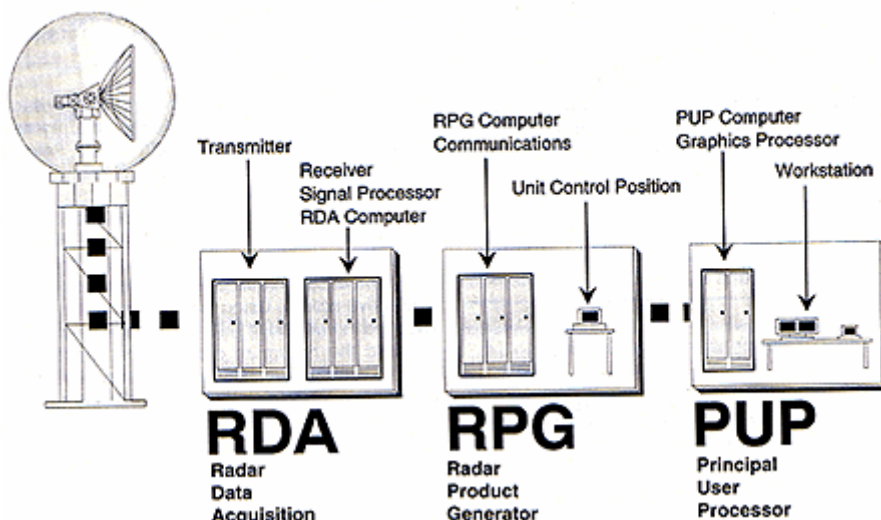 Transmitter
Receiver
Signal Processor
RDA Computer
RPG Computer
Communications
Unit Control Position
PUP Computer
Graphics Processor
Workstation
RDA
Radar
Data
Acquisition
RPG
Radar
Product
Generator
PUP
Principal
User
Processor